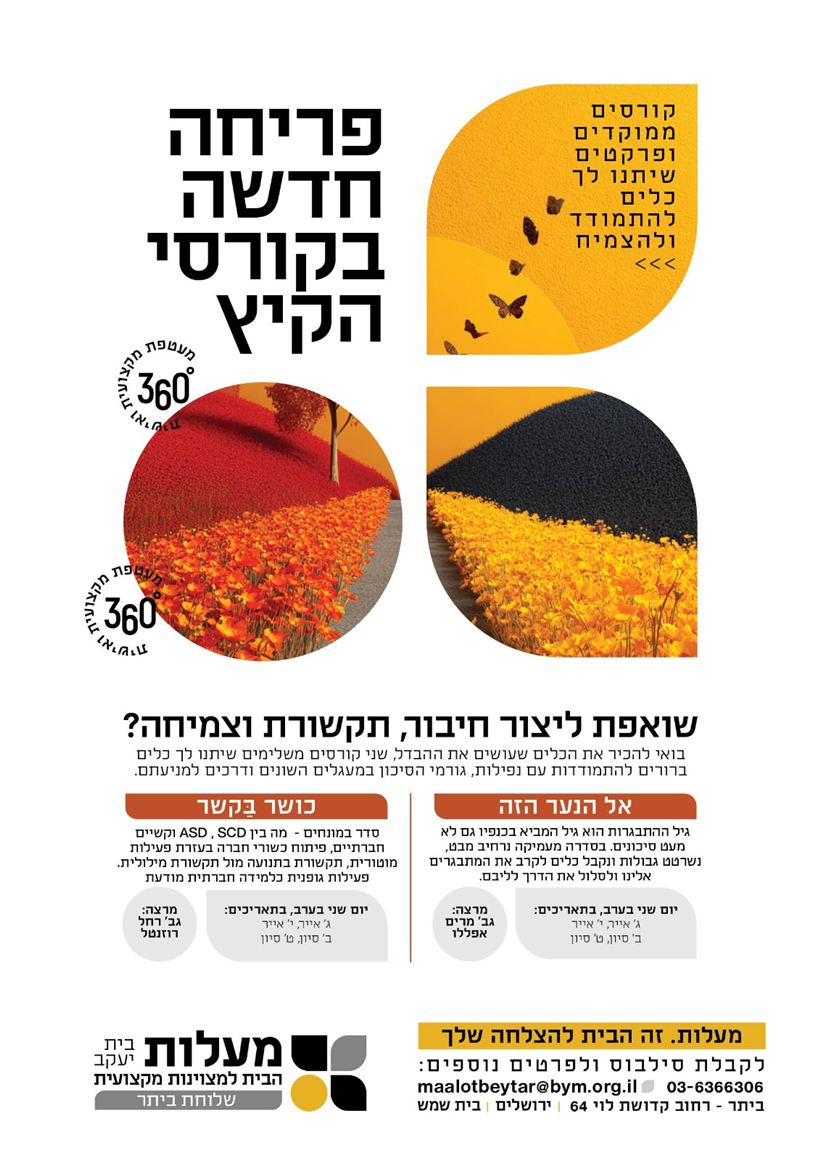 פריחה
חדשה
בקורסי
הקיץ
קורסים
ממוקדים
ופרקטים
שיתנו לך
כלים
להתמודד
ולהצמיח
>>>
מעטפת מקצועית ואישית
360°
מעטפת מקצועית ואישית
360°
שואפת ליצור חיבור, תקשורת וצמיחה?
בואי להכיר את הכלים שעושים את ההבדל, שני קורסים משלימים שיתנו לך כלים
ברורים להתמודדות עם נפילות, גורמי הסיכון במעגלים השונים ודרכים למניעתם.
אל הנער הזה
גיל ההתבגרות הוא גיל המביא בכנפיו גם לא
מעט סיכונים. בסדרה מעמיקה נרחיב מבט,
נשרטט גבולות ונקבל כלים לקרב את המתבגרים
אלינו ולסלול את הדרך לליבם.
מרצה:
גב' מרים
אפללו
יום שני בערב, בתאריכים:
ג' אייר, י' אייר
ב' סיון, ט' סיון
כושר בַּקשר
סדר במונחים - מה בין ASD , SCD וקשיים
חברתיים, פיתוח כשורי חברה בעזרת פעילות
מוטורית, תקשורת בתנועה מול תקשורת מילולית.
פעילות גופנית כלמידה חברתית מודעת
מרצה:
גב' רחל
רוזנטל
יום שני בערב, בתאריכים:
ג' אייר, י' אייר
ב' סיון, ט' סיון
מעלות. זה הבית להצלחה שלך
לקבלת סילבוס ולפרטים נוספים:
03-6366306 maalotbeytar@bym.org.il
ביתר - רחוב קדושת לוי 64 | ירושלים | בית שמש
מעלות בית יעקב
הבית למצוינות מקצועית
שלוחת ביתר